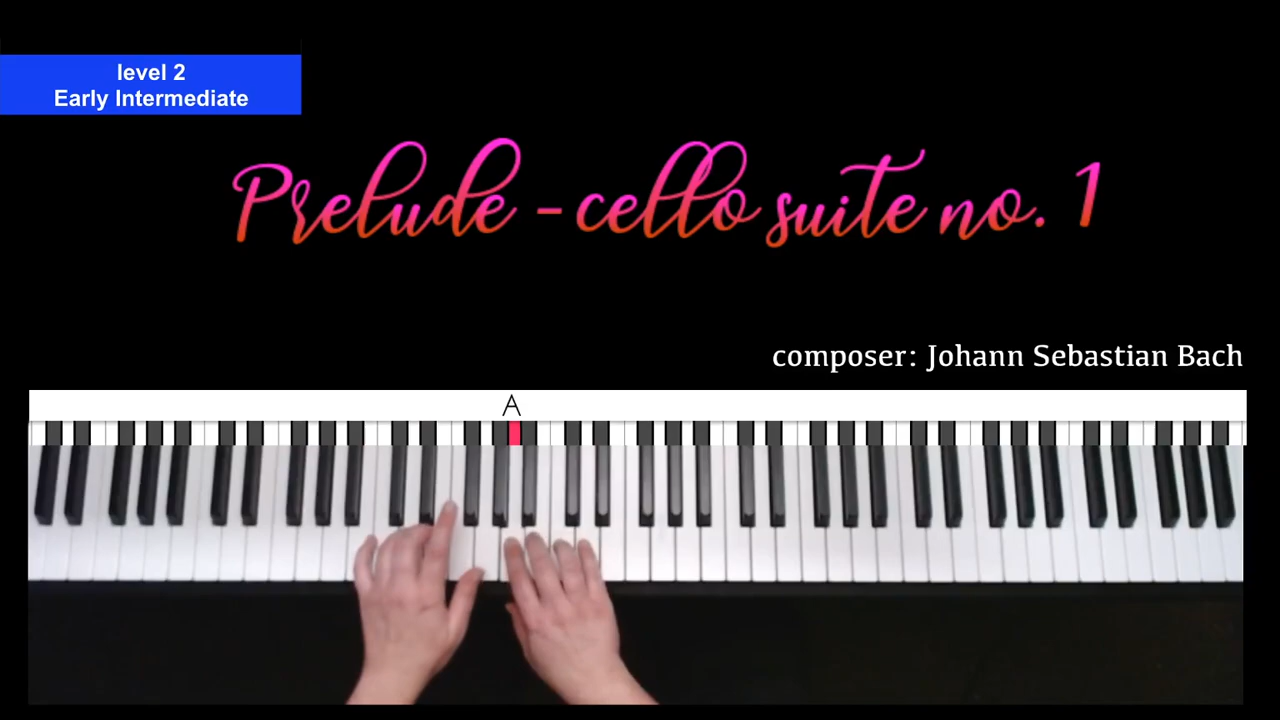 level 2
Early Intermediate
Prelude - cello suite no. 1
composer: Johann Sebastian Bach
A